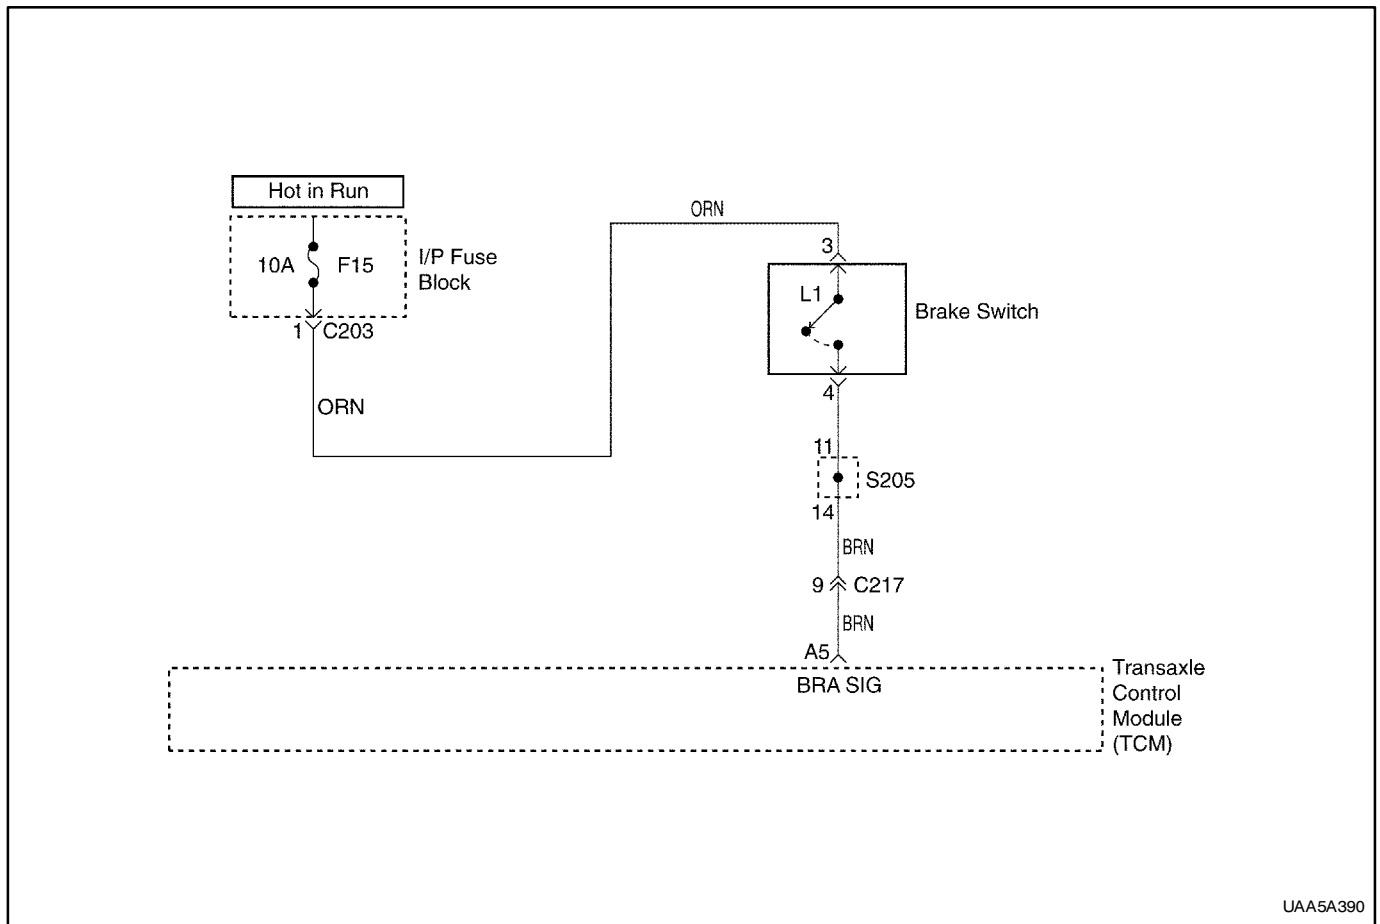 Hot in Run
10A
F15
I/P Fuse
Block
1
C203
ORN
ORN
3
L1
Brake Switch
4
11
S205
14
BRN
9
C217
BRN
A5
BRA SIG
Transaxle
Control
Module
(TCM)
UAA5A390